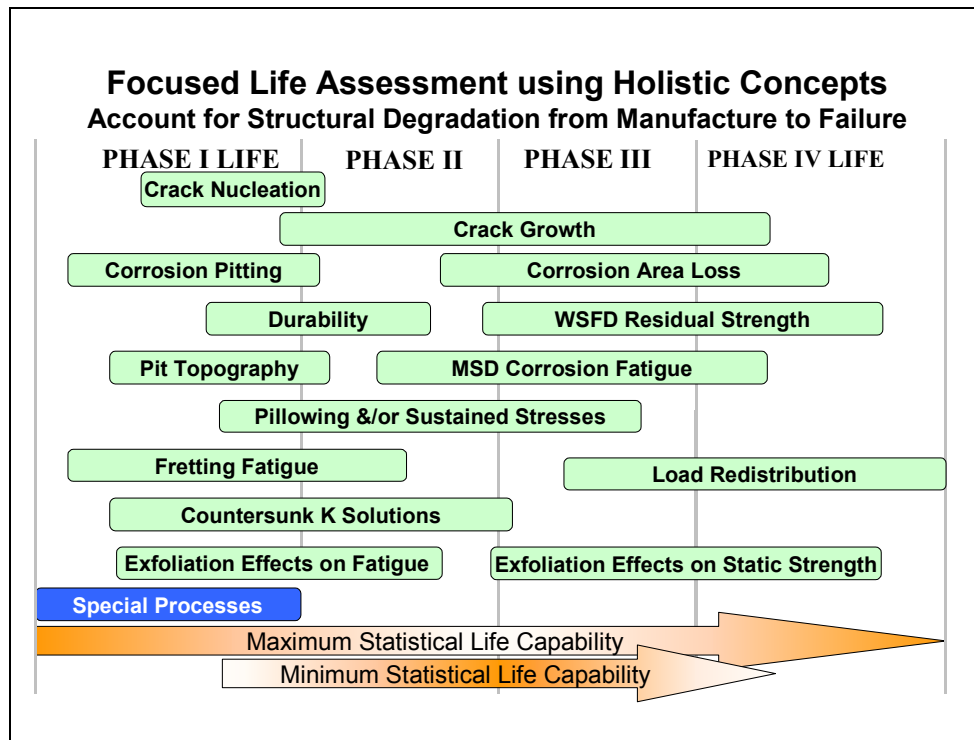 Focused Life Assessment using Holistic Concepts
Account for Structural Degradation from Manufacture to Failure
PHASE I LIFE
PHASE II
PHASE III
PHASE IV LIFE
Crack Nucleation
Crack Growth
Corrosion Pitting
Corrosion Area Loss
Durability
WSFD Residual Strength
Pit Topography
MSD Corrosion Fatigue
Pillowing &/or Sustained Stresses
Fretting Fatigue
Load Redistribution
Countersunk K Solutions
Exfoliation Effects on Fatigue
Exfoliation Effects on Static Strength
Special Processes
Maximum Statistical Life Capability
Minimum Statistical Life Capability